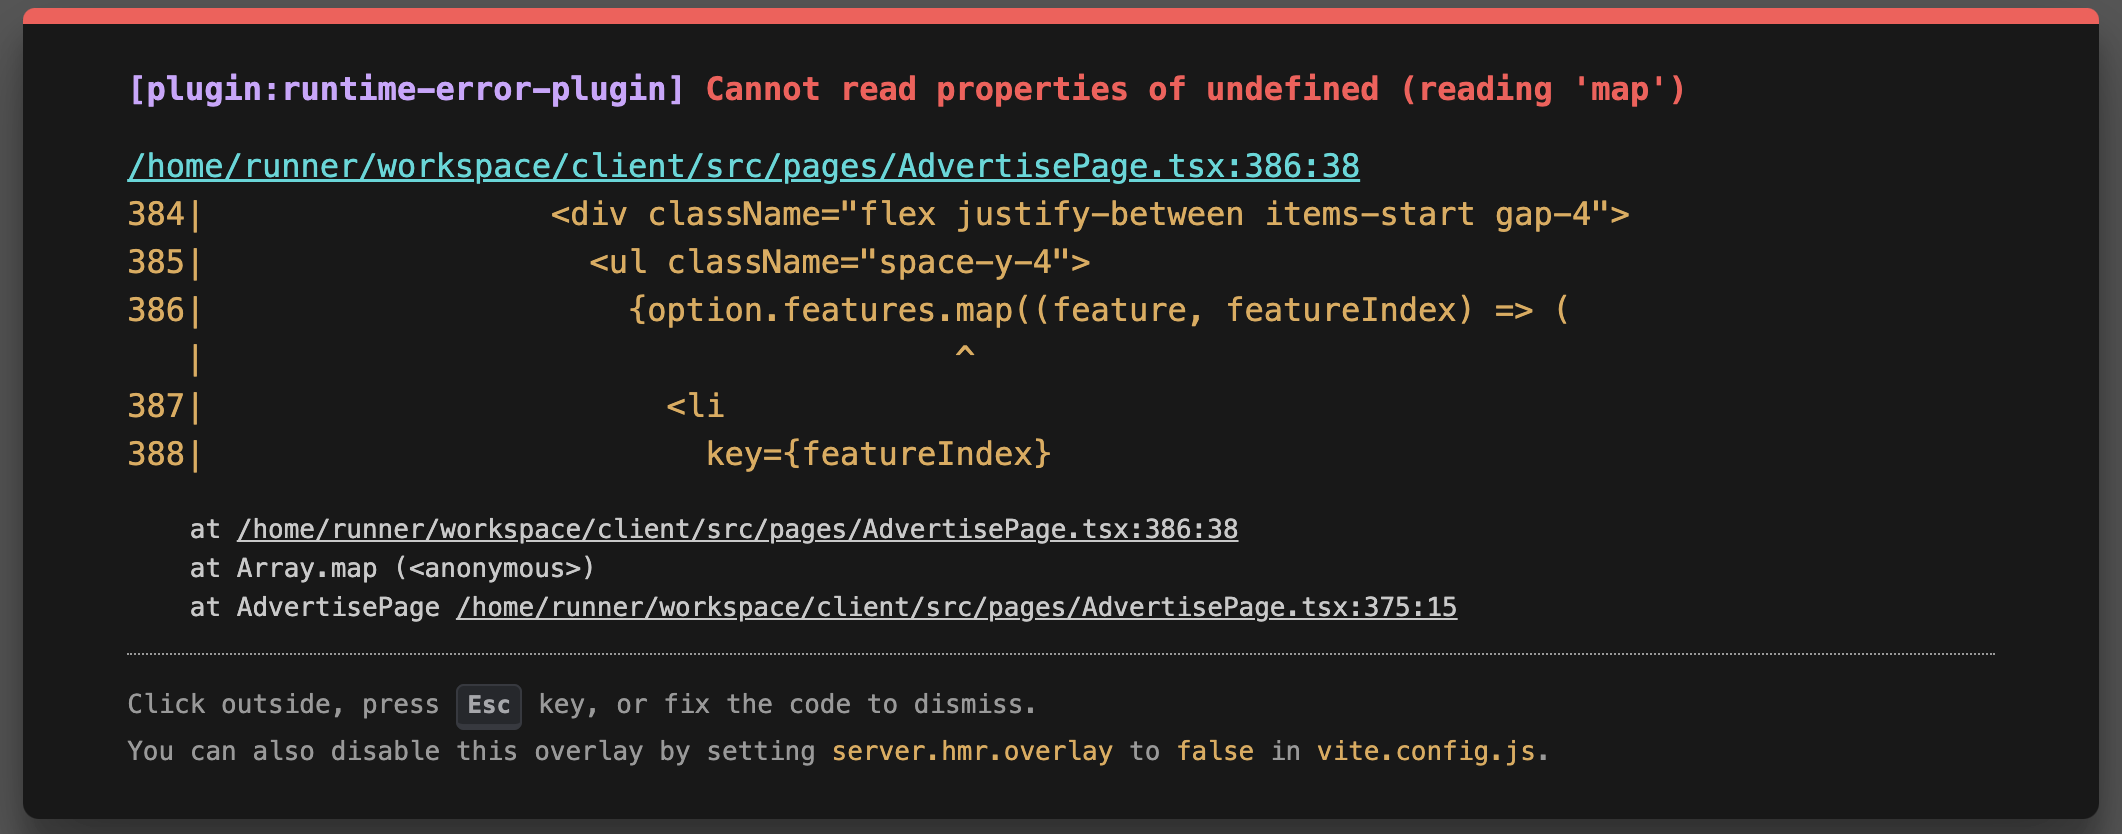 [plugin:runtime-error-plugin] Cannot read properties of undefined (reading 'map')
/home/runner/workspace/client/src/pages/AdvertisePage.tsx:386:38
384|                  <div className="flex justify-between items-start gap-4">
385|                    <ul className="space-y-4">
386|                      {option.features.map((feature, featureIndex) => (
   |                                       ^
387|                        <li
388|                          key={featureIndex}
at /home/runner/workspace/client/src/pages/AdvertisePage.tsx:386:38
at Array.map (<anonymous>)
at AdvertisePage /home/runner/workspace/client/src/pages/AdvertisePage.tsx:375:15
Click outside, press Esc key, or fix the code to dismiss.
You can also disable this overlay by setting server.hmr.overlay to false in vite.config.js.